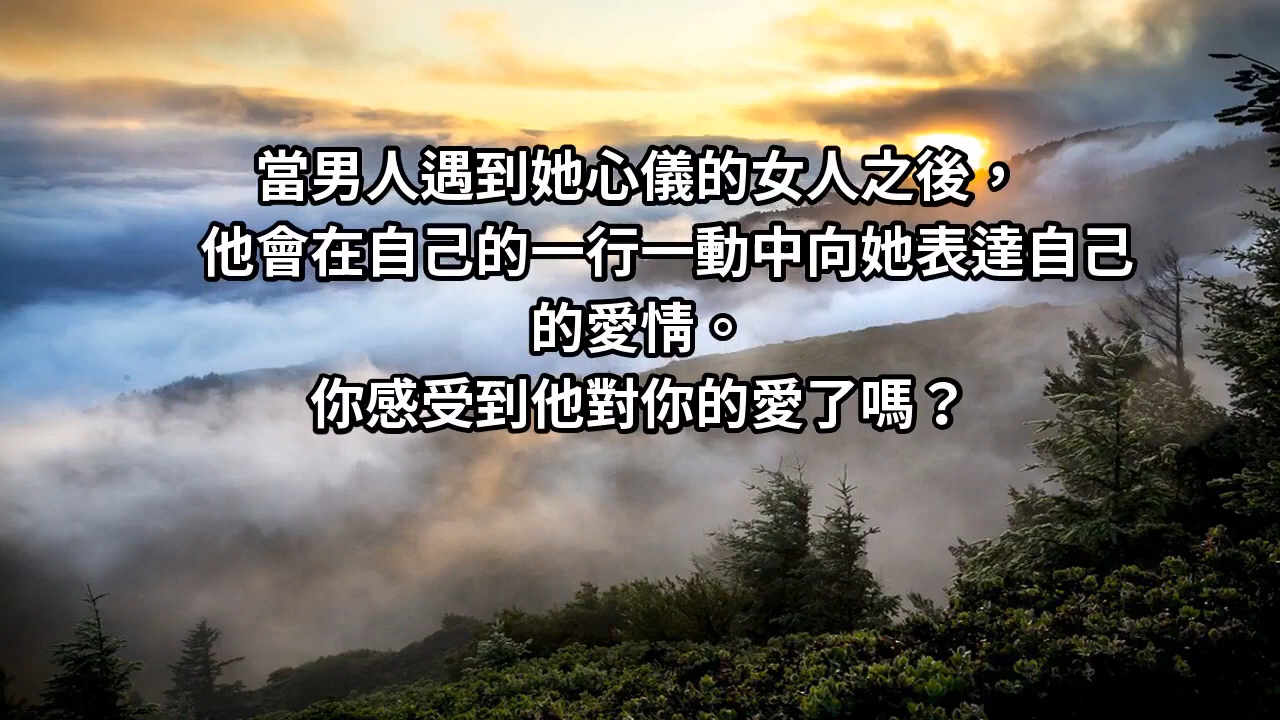 當男人遇到她心儀的女人之後，
他會在自己的一行一動中向她表達自己
的愛情。
你感受到他對你的愛了嗎？